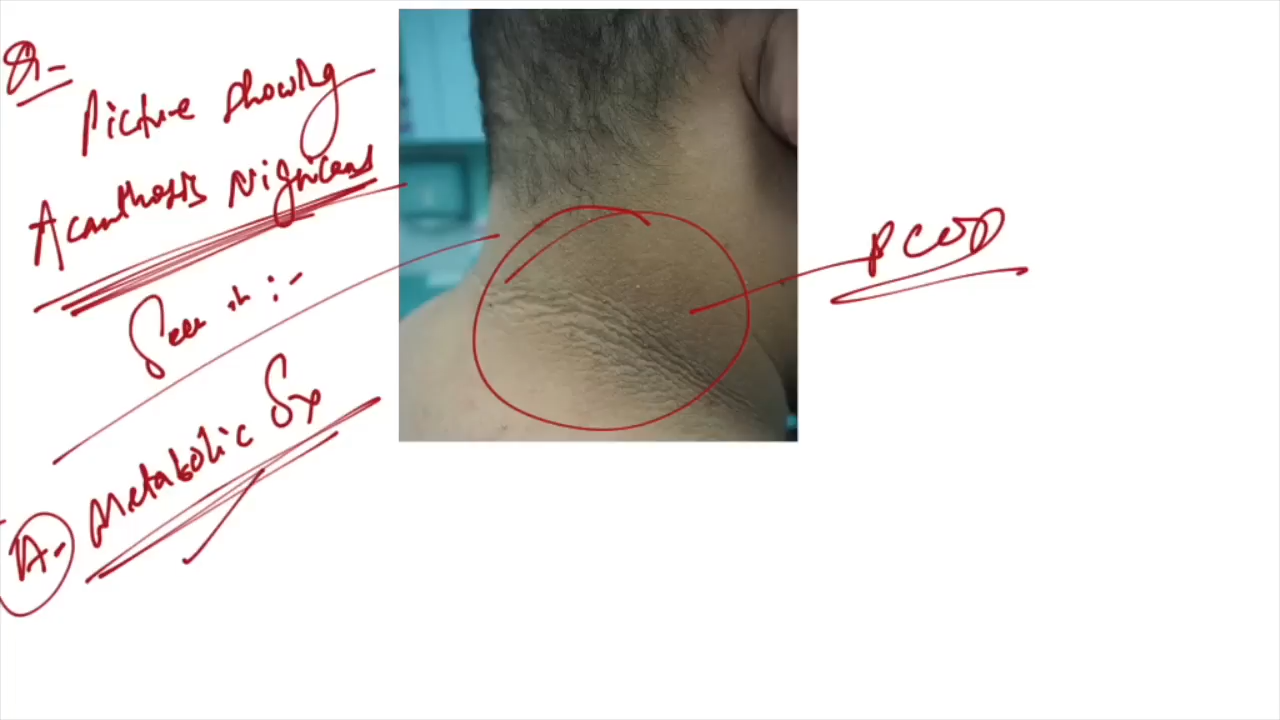 Q-
Picture showing
Acanthosis Nigricans
Seen in :-
Metabolic Sx
A-
PCOD